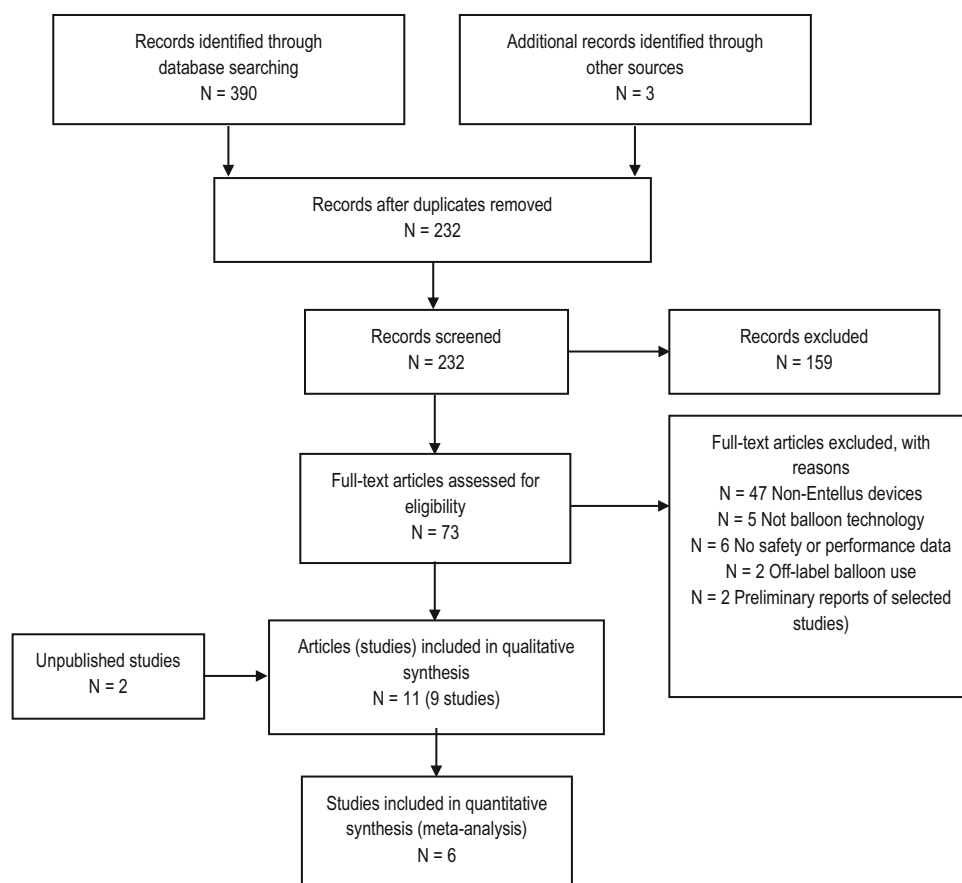 Records identified through
database searching
N = 390
Additional records identified through
other sources
N = 3
Records after duplicates removed
N = 232
Records screened
N = 232
Records excluded
N = 159
Full-text articles assessed for
eligibility
N = 73
Full-text articles excluded, with
reasons
N = 47 Non-Entellus devices
N = 5 Not balloon technology
N = 6 No safety or performance data
N = 2 Off-label balloon use
N = 2 Preliminary reports of selected
studies)
Unpublished studies
N = 2
Articles (studies) included in qualitative
synthesis
N = 11 (9 studies)
Studies included in quantitative
synthesis (meta-analysis)
N = 6